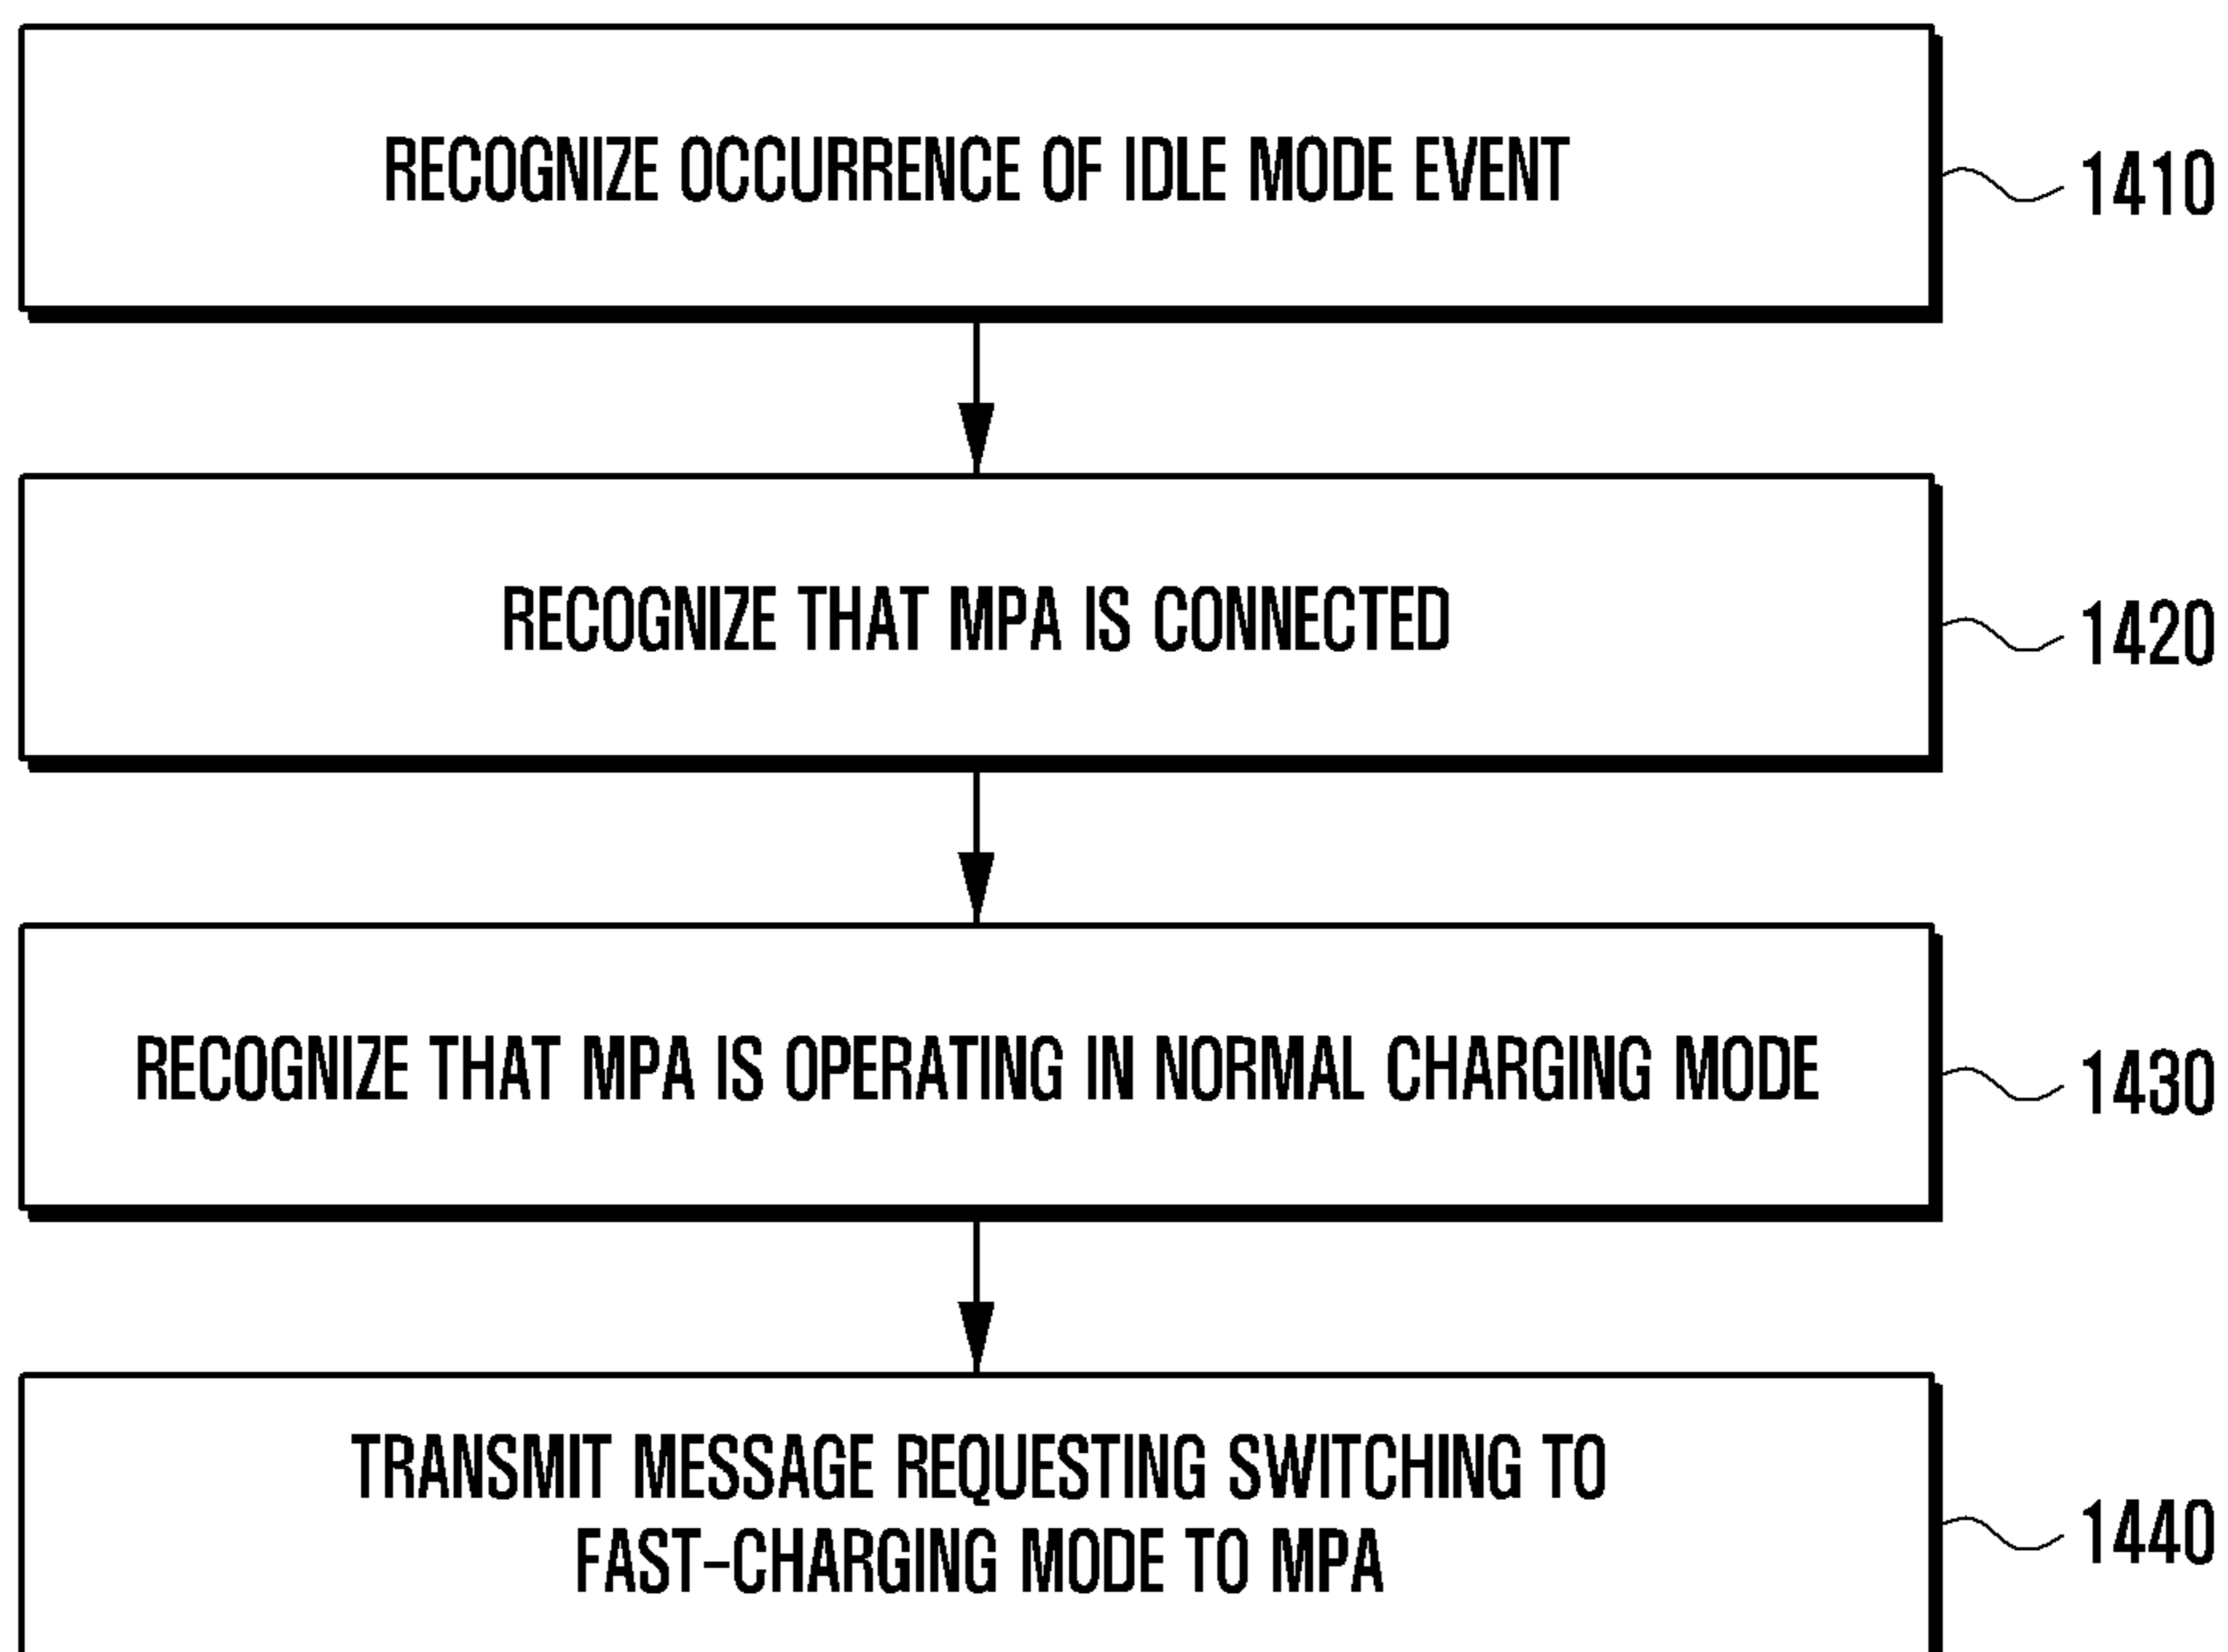 RECOGNIZE OCCURRENCE OF IDLE MODE EVENT
1410
RECOGNIZE THAT MPA IS CONNECTED
1420
RECOGNIZE THAT MPA IS OPERATING IN NORMAL CHARGING MODE
1430
TRANSMIT MESSAGE REQUESTING SWITCHING TO
FAST-CHARGING MODE TO MPA
1440